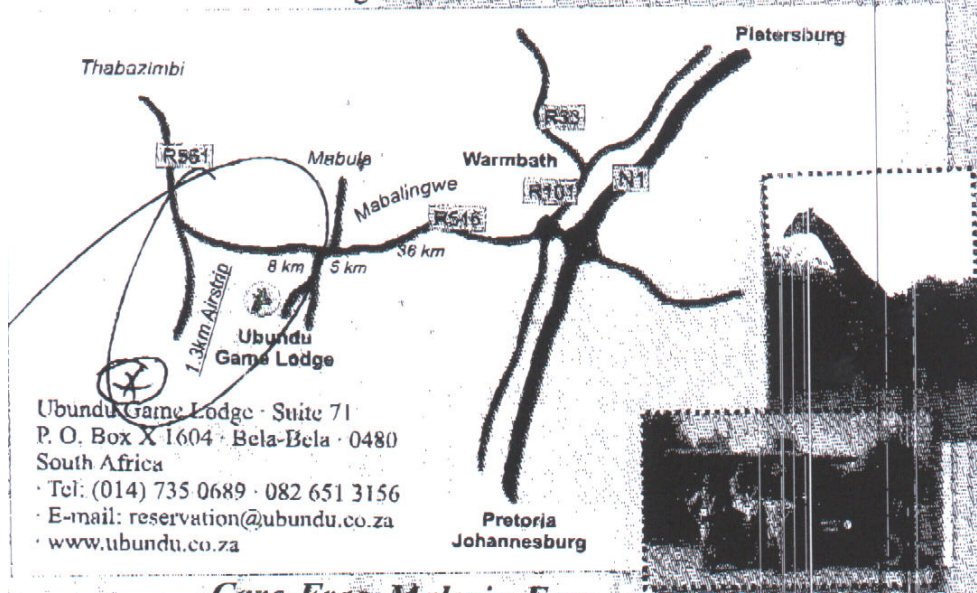 Pietersburg
Thabazimbi
R33
R561
Mabula
Warmbath
Mabalingwe
R101
N1
R516
8 km
5 km
36 km
1.3km Airstrip
Ubundu
Game Lodge
Ubundu Game Lodge · Suite 71
P. O. Box X 1604 · Bela-Bela · 0480
South Africa
· Tel: (014) 735 0689 · 082 651 3156
· E-mail: reservation@ubundu.co.za
· www.ubundu.co.za
Pretoria
Johannesburg